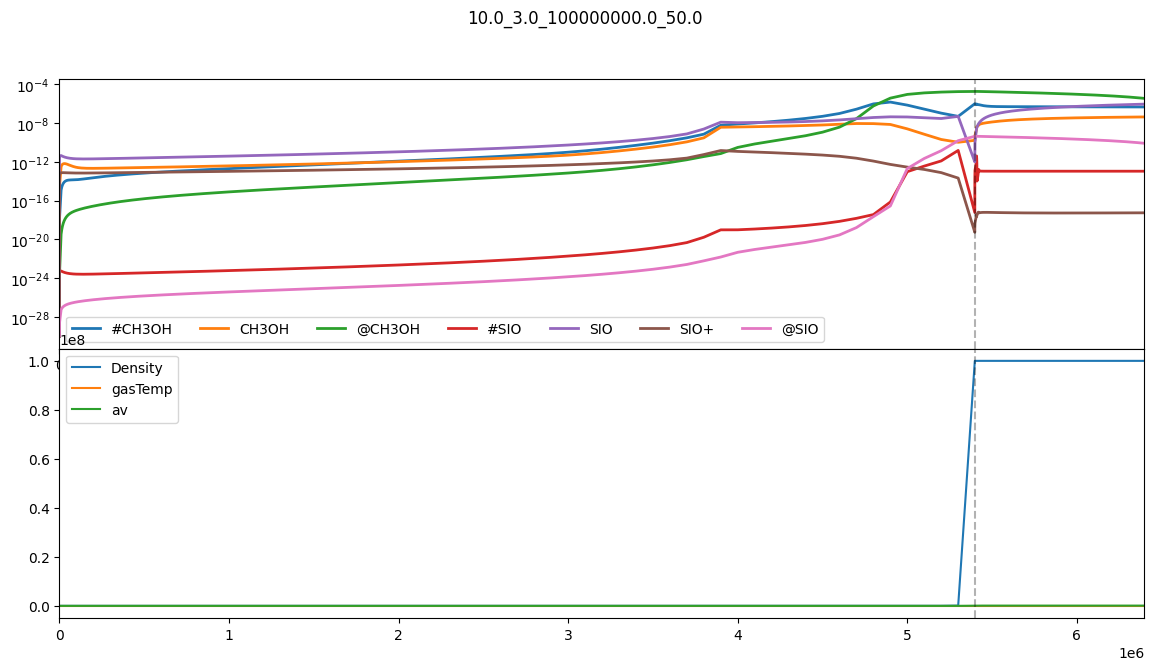 10.0_3.0_100000000.0_50.0
10⁻⁴
10⁻⁸
10⁻¹²
10⁻¹⁶
10⁻²⁰
10⁻²⁴
10⁻²⁸
#CH3OH CH3OH @CH3OH #SIO SIO SIO+ @SIO
1e8
1.0
0.8
0.6
0.4
0.2
0.0
Density
gasTemp
av
0 1 2 3 4 5 6
1e6